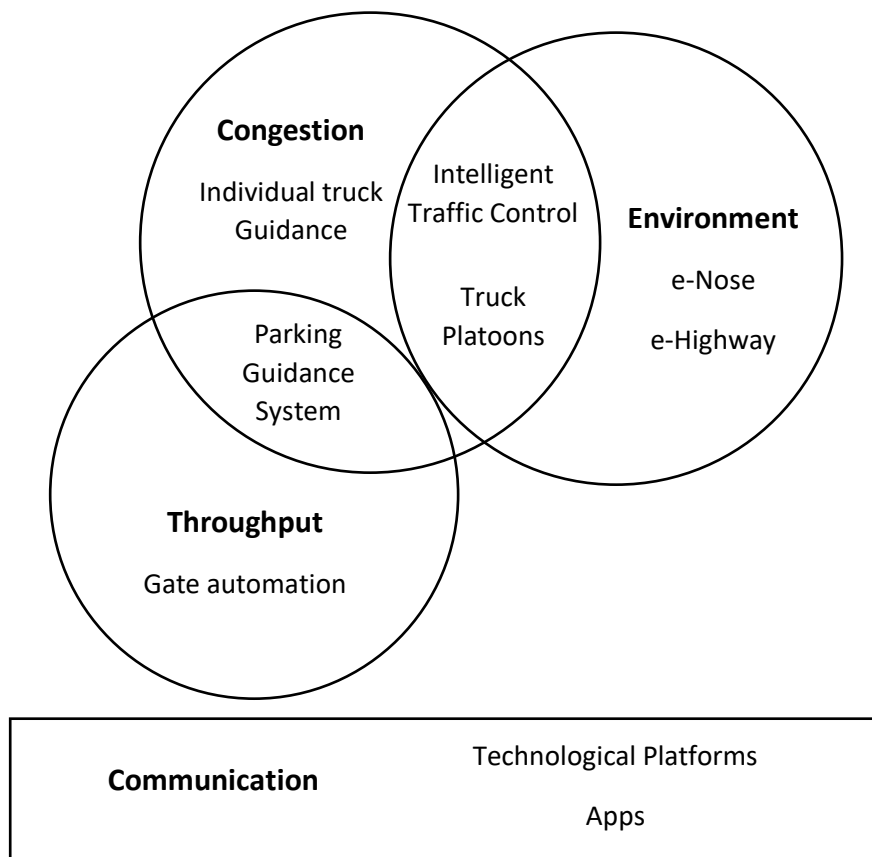 Congestion
Individual truck
Guidance
Intelligent
Traffic Control
Truck
Platoons
Environment
e-Nose
e-Highway
Parking
Guidance
System
Throughput
Gate automation
Communication
Technological Platforms
Apps